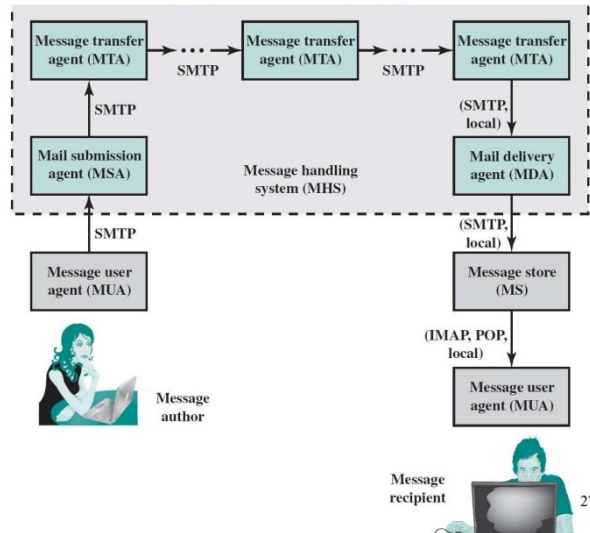 Message transfer
agent (MTA)
SMTP
Message transfer
agent (MTA)
SMTP
Message transfer
agent (MTA)
SMTP
(SMTP,
local)
Mail submission
agent (MSA)
Message handling
system (MHS)
Mail delivery
agent (MDA)
SMTP
(SMTP,
local)
Message user
agent (MUA)
Message store
(MS)
(IMAP, POP,
local)
Message
author
Message user
agent (MUA)
Message
recipient